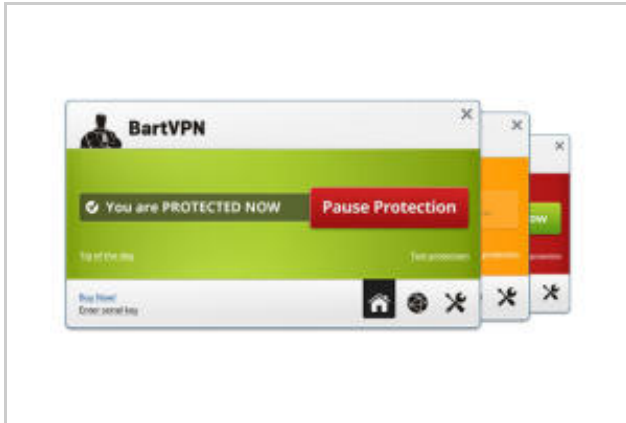 BartVPN
You are PROTECTED NOW
Pause Protection
Tip of the day
Test protection
Buy Now!
Enter serial key